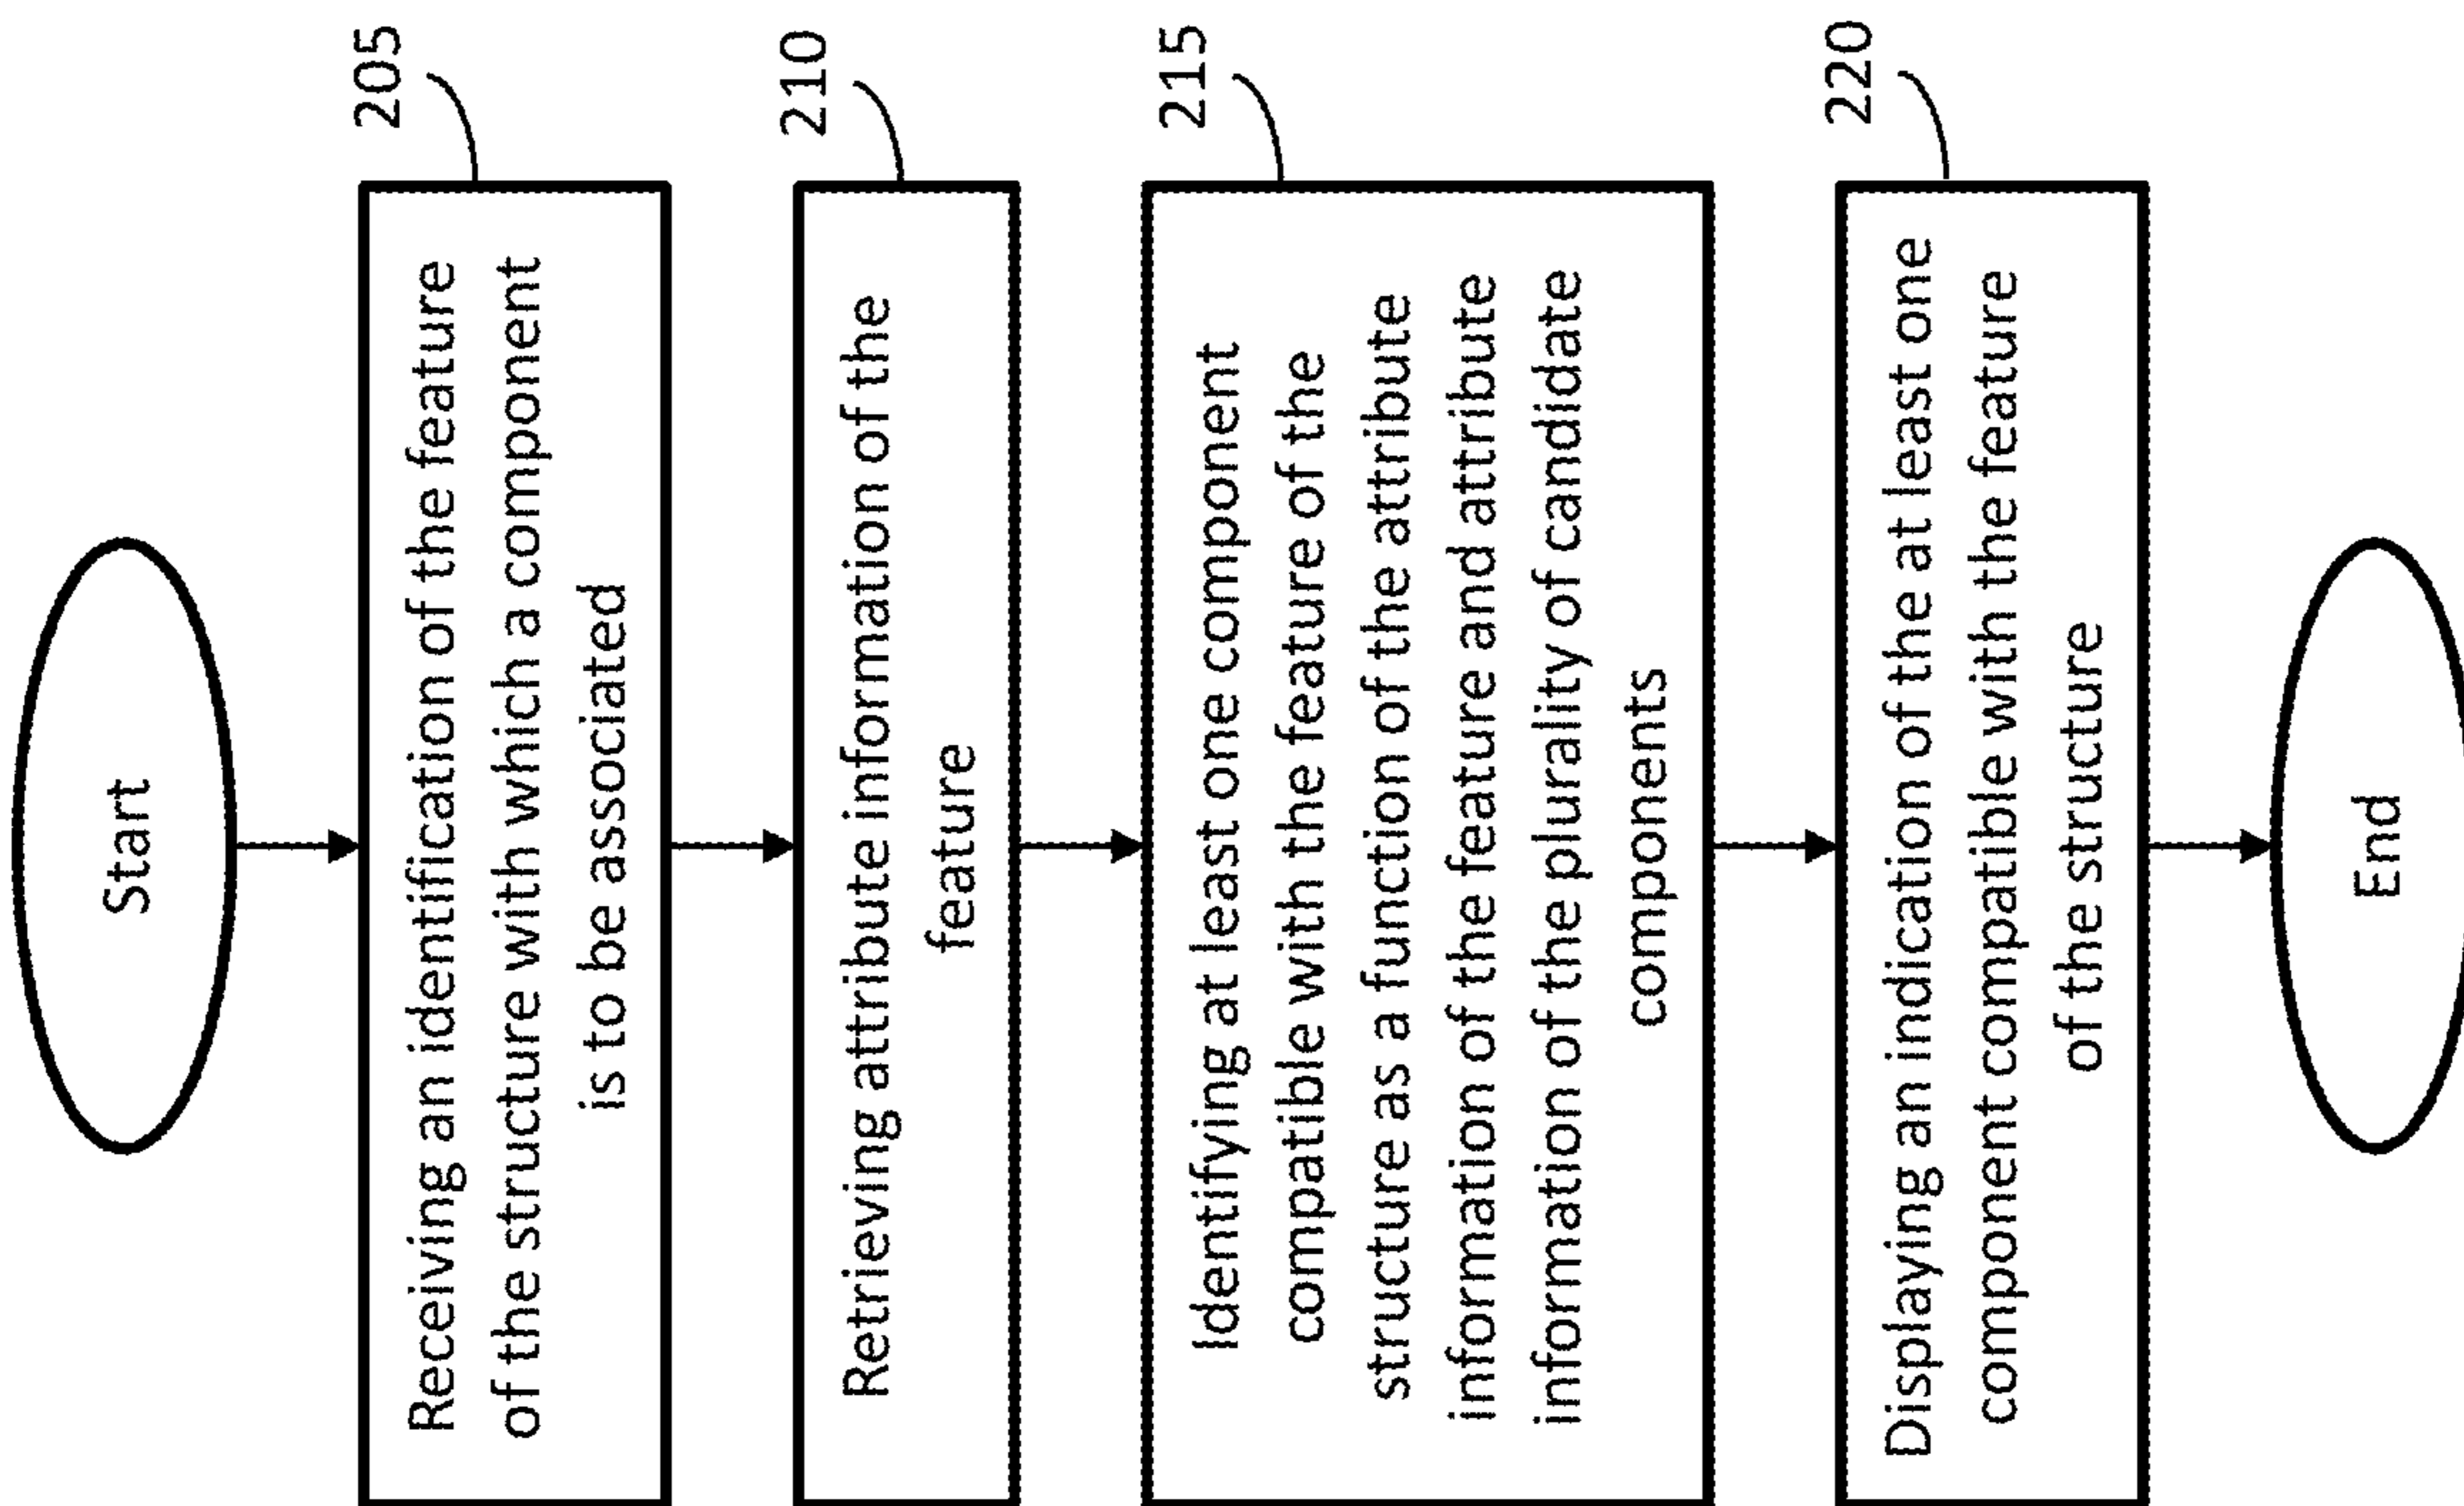 Start
205
Receiving an identification of the feature
of the structure with which a component
is to be associated
210
Retrieving attribute information of the
feature
215
Identifying at least one component
compatible with the feature of the
structure as a function of the attribute
information of the feature and attribute
information of the plurality of candidate
components
220
Displaying an indication of the at least one
component compatible with the feature
of the structure
End